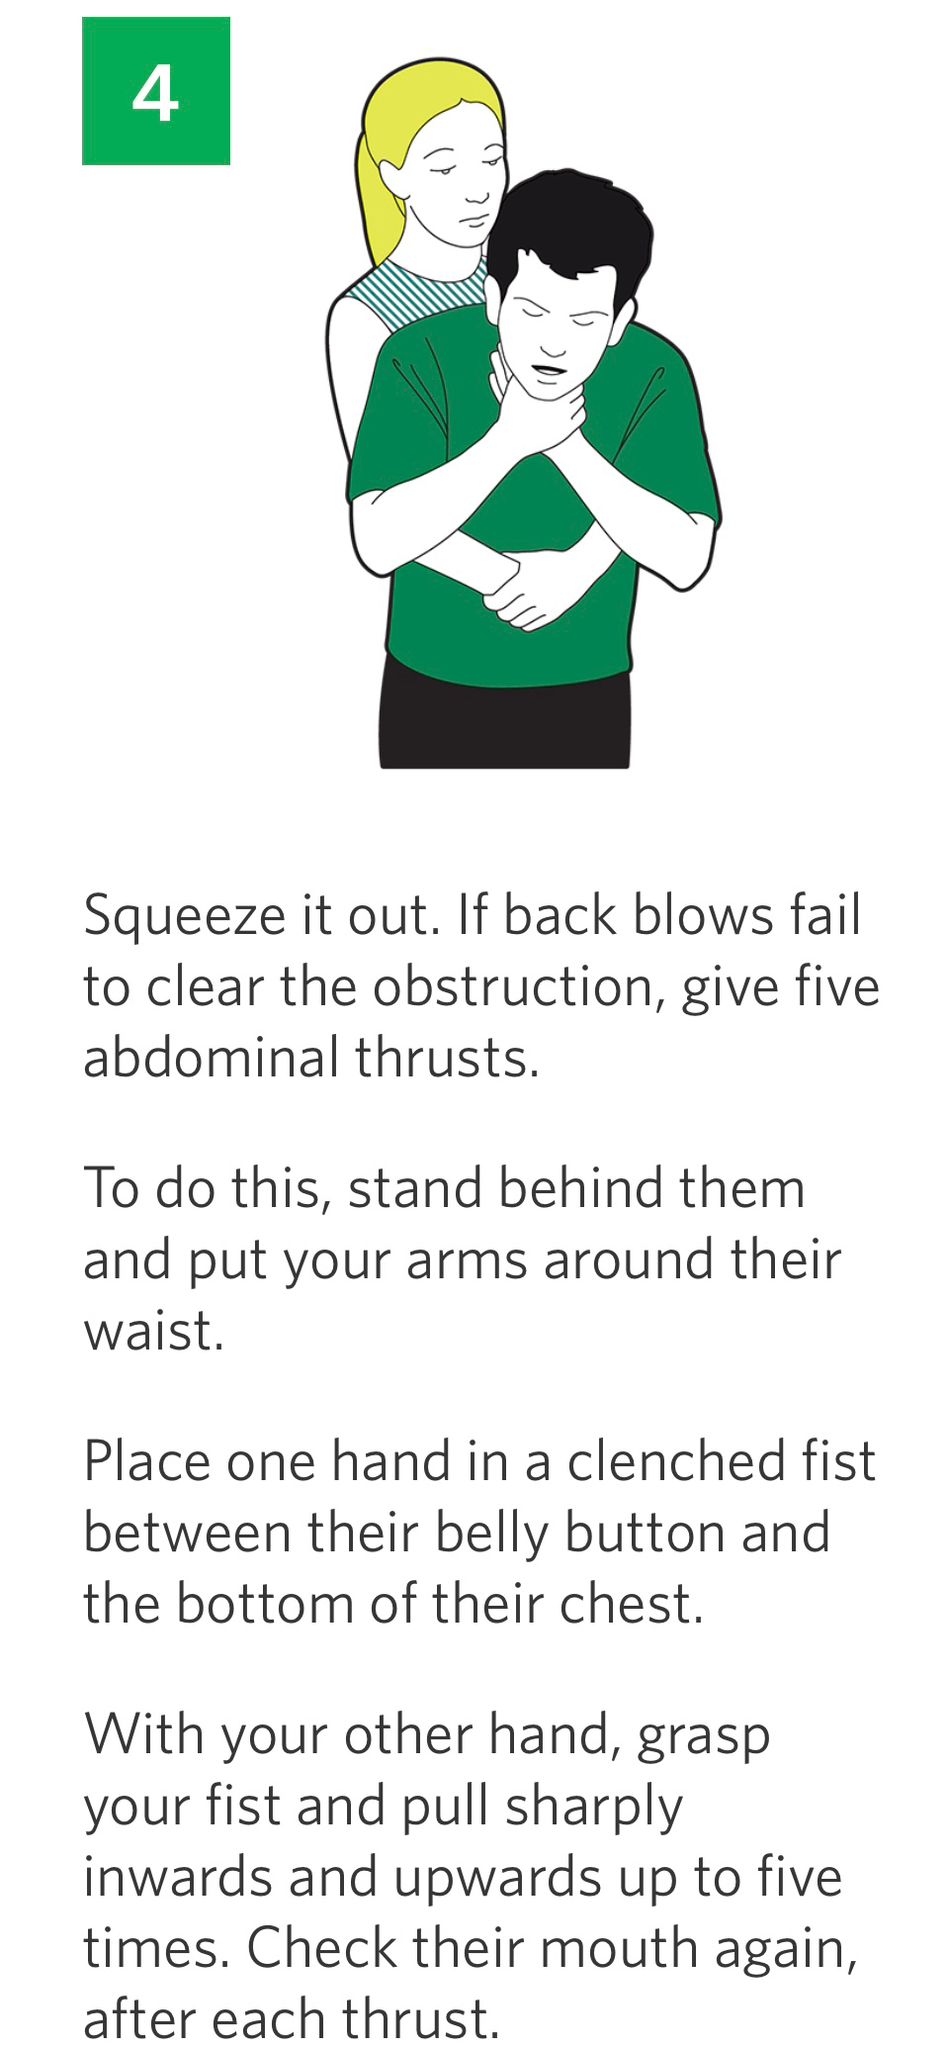 4
Squeeze it out. If back blows fail
to clear the obstruction, give five
abdominal thrusts.
To do this, stand behind them
and put your arms around their
waist.
Place one hand in a clenched fist
between their belly button and
the bottom of their chest.
With your other hand, grasp
your fist and pull sharply
inwards and upwards up to five
times. Check their mouth again,
after each thrust.